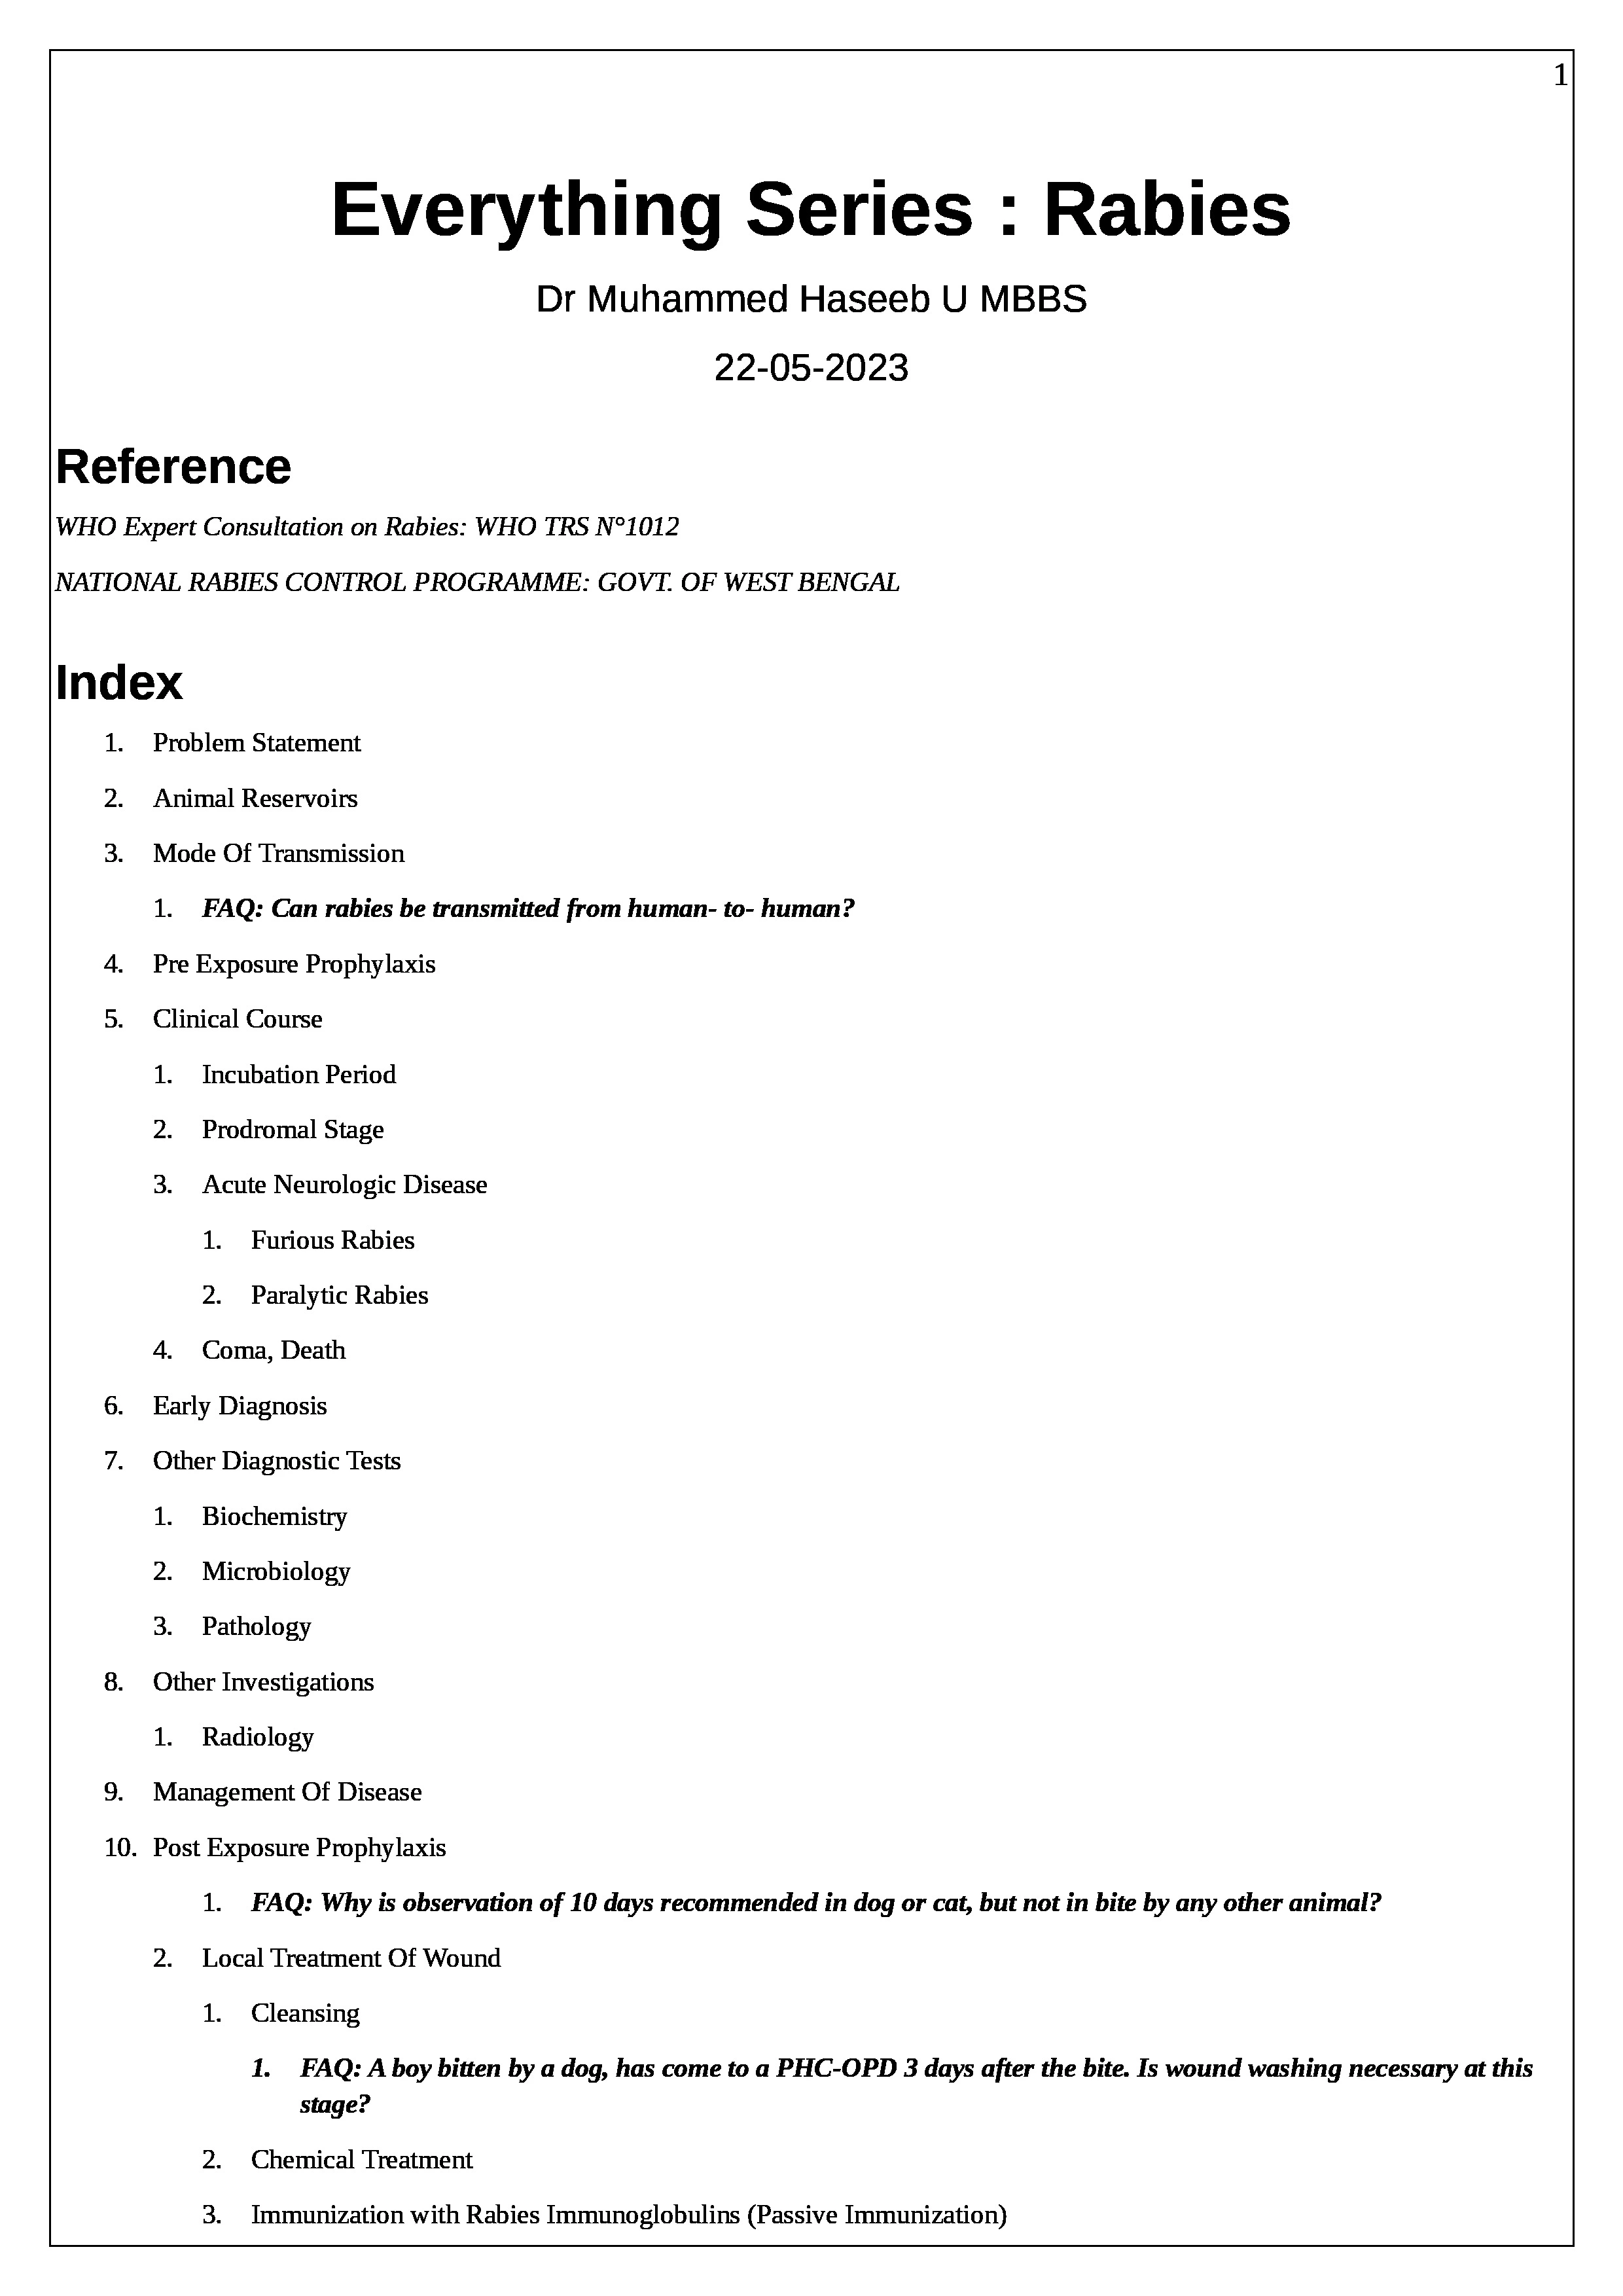 1
Everything Series : Rabies
Dr Muhammed Haseeb U MBBS
22-05-2023
Reference
WHO Expert Consultation on Rabies: WHO TRS N°1012
NATIONAL RABIES CONTROL PROGRAMME: GOVT. OF WEST BENGAL
Index
1. Problem Statement
2. Animal Reservoirs
3. Mode Of Transmission
1. FAQ: Can rabies be transmitted from human- to- human?
4. Pre Exposure Prophylaxis
5. Clinical Course
1. Incubation Period
2. Prodromal Stage
3. Acute Neurologic Disease
1. Furious Rabies
2. Paralytic Rabies
4. Coma, Death
6. Early Diagnosis
7. Other Diagnostic Tests
1. Biochemistry
2. Microbiology
3. Pathology
8. Other Investigations
1. Radiology
9. Management Of Disease
10. Post Exposure Prophylaxis
1. FAQ: Why is observation of 10 days recommended in dog or cat, but not in bite by any other animal?
2. Local Treatment Of Wound
1. Cleansing
1. FAQ: A boy bitten by a dog, has come to a PHC-OPD 3 days after the bite. Is wound washing necessary at this
stage?
2. Chemical Treatment
3. Immunization with Rabies Immunoglobulins (Passive Immunization)